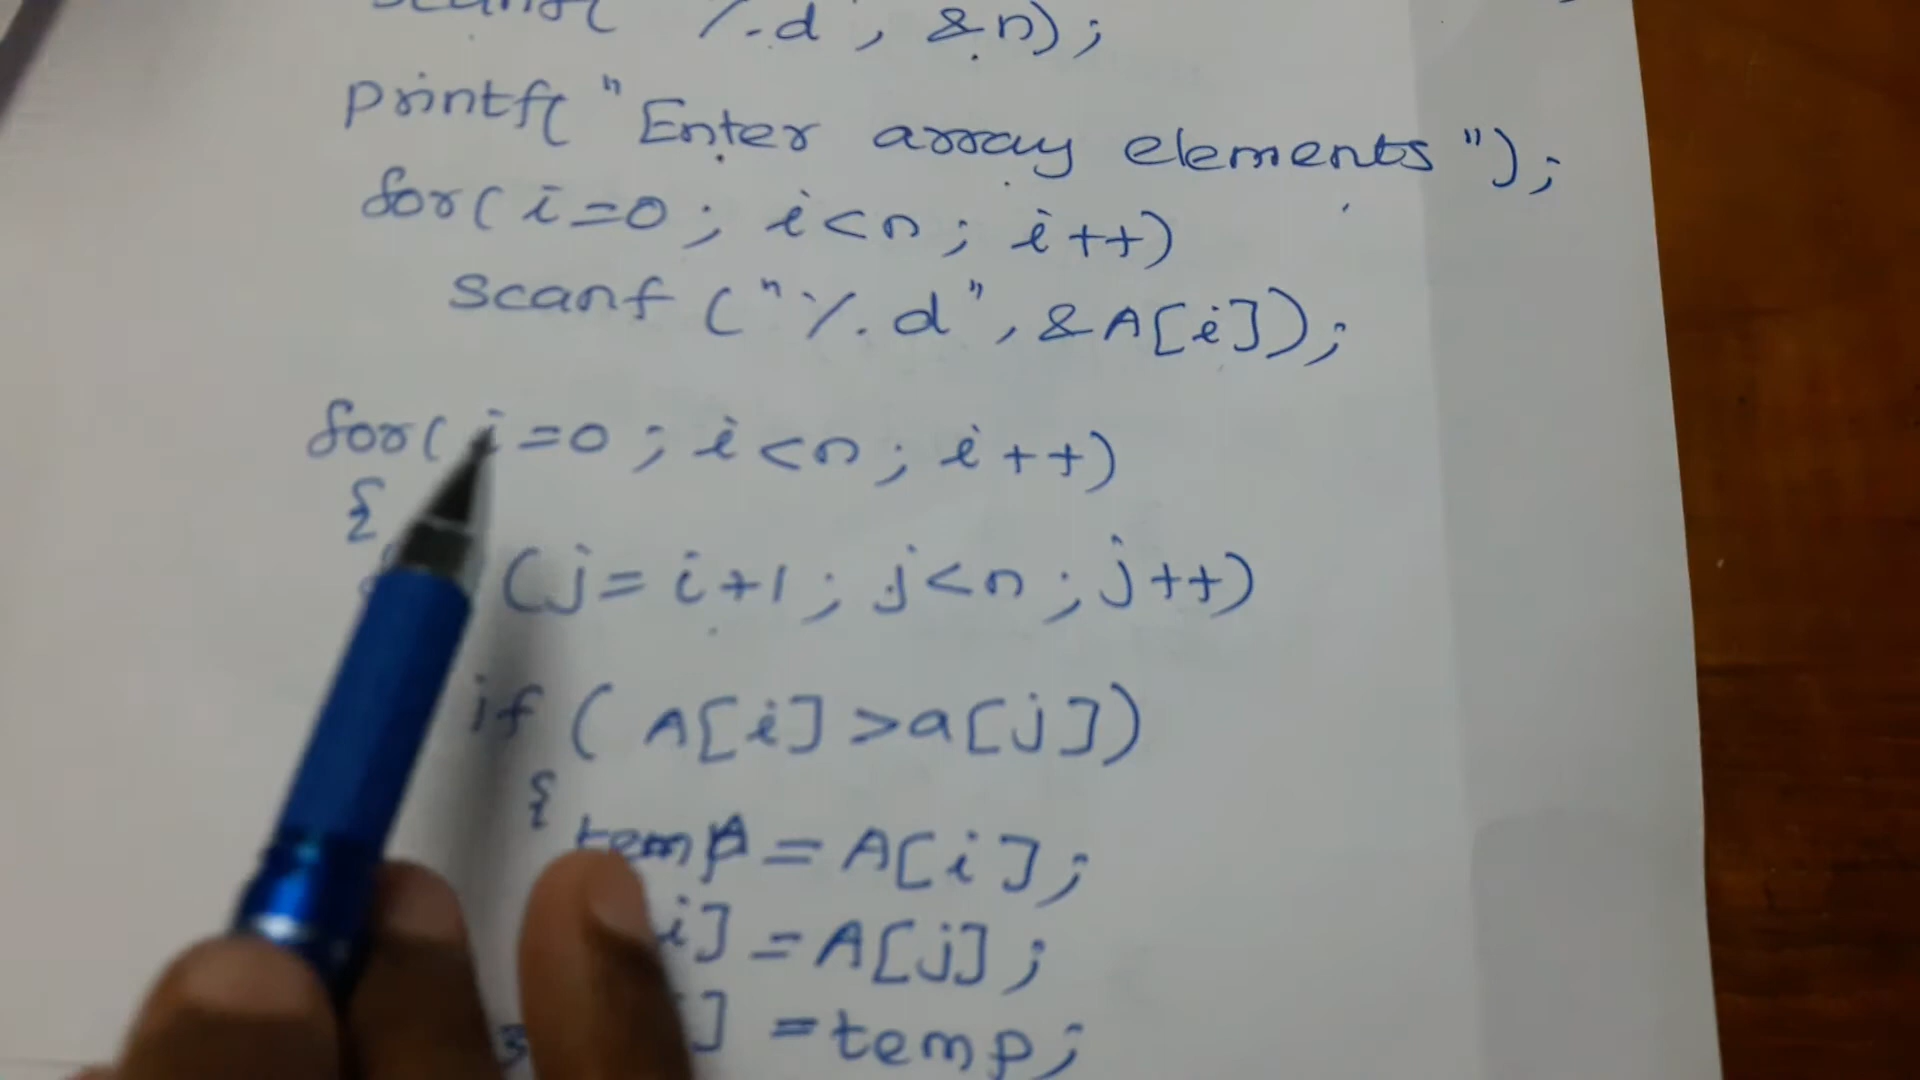 scanf( %d", &n);
printf("Enter array elements");
for(i=0; i<n; i++)
scanf ("%d", &A[i]);
for(i=0; i<n; i++)
{
(j=i+1; j<n; j++)
if (A[i]>a[j])
{
temp=A[i];
i]=A[j];
] =temp;